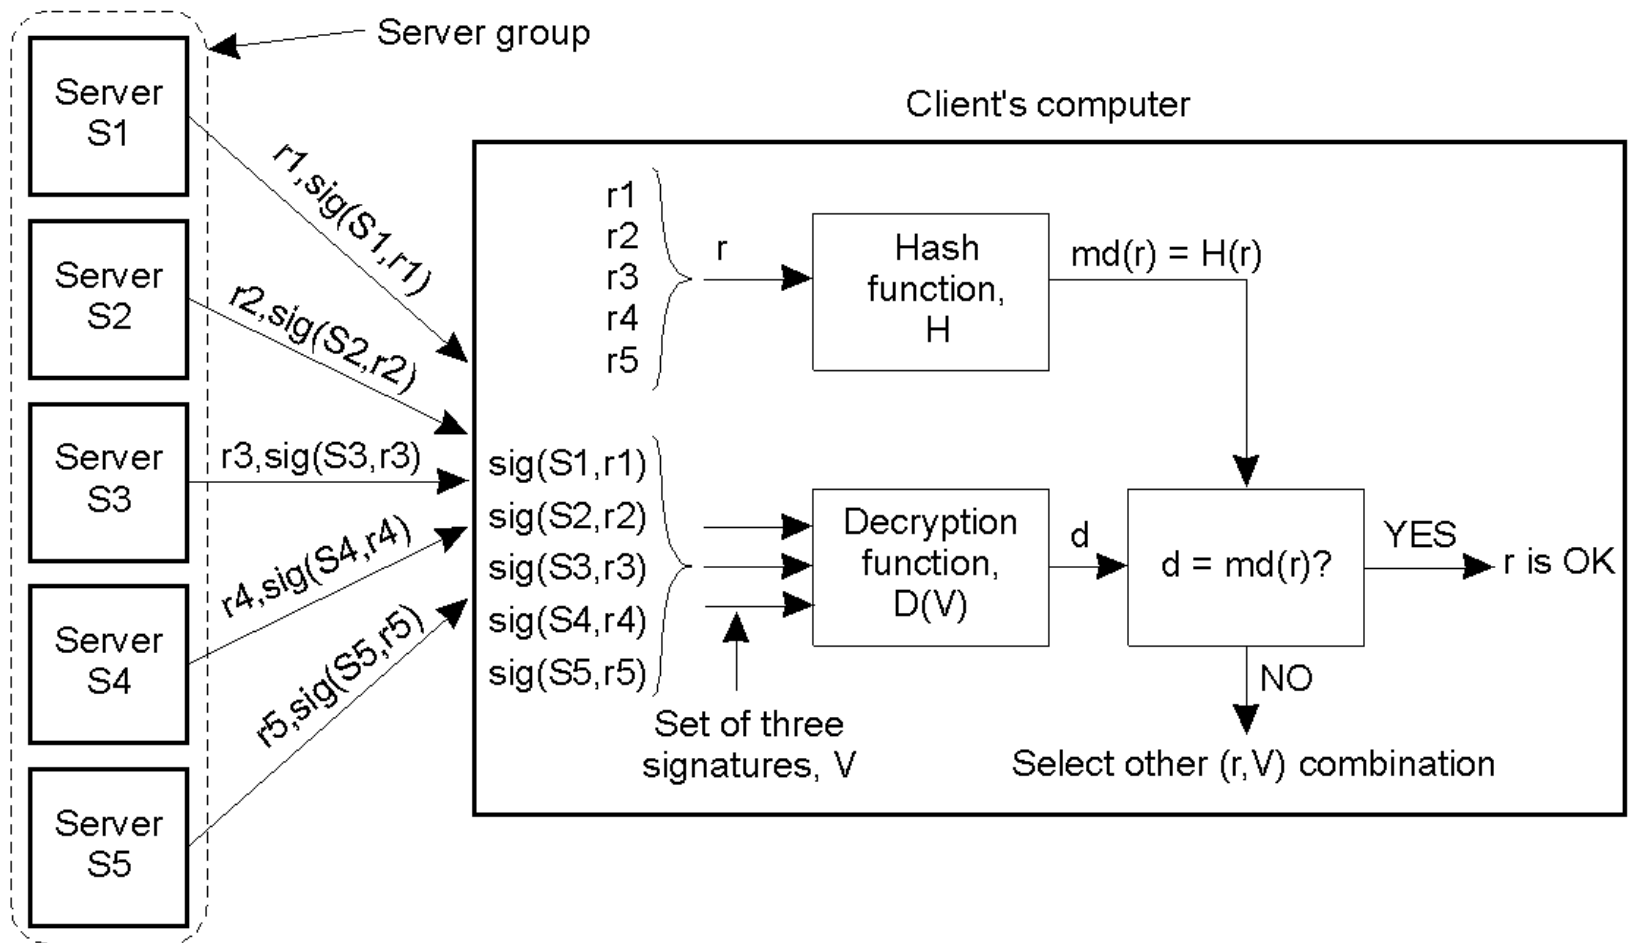 Server group
Server
S1
Server
S2
Server
S3
Server
S4
Server
S5
r1,sig(S1,r1)
r2,sig(S2,r2)
r3,sig(S3,r3)
r4,sig(S4,r4)
r5,sig(S5,r5)
Client's computer
r1
r2
r3
r4
r5
r
Hash
function,
H
md(r) = H(r)
sig(S1,r1)
sig(S2,r2)
sig(S3,r3)
sig(S4,r4)
sig(S5,r5)
Set of three
signatures, V
Decryption
function,
D(V)
d
d = md(r)?
YES
r is OK
NO
Select other (r,V) combination